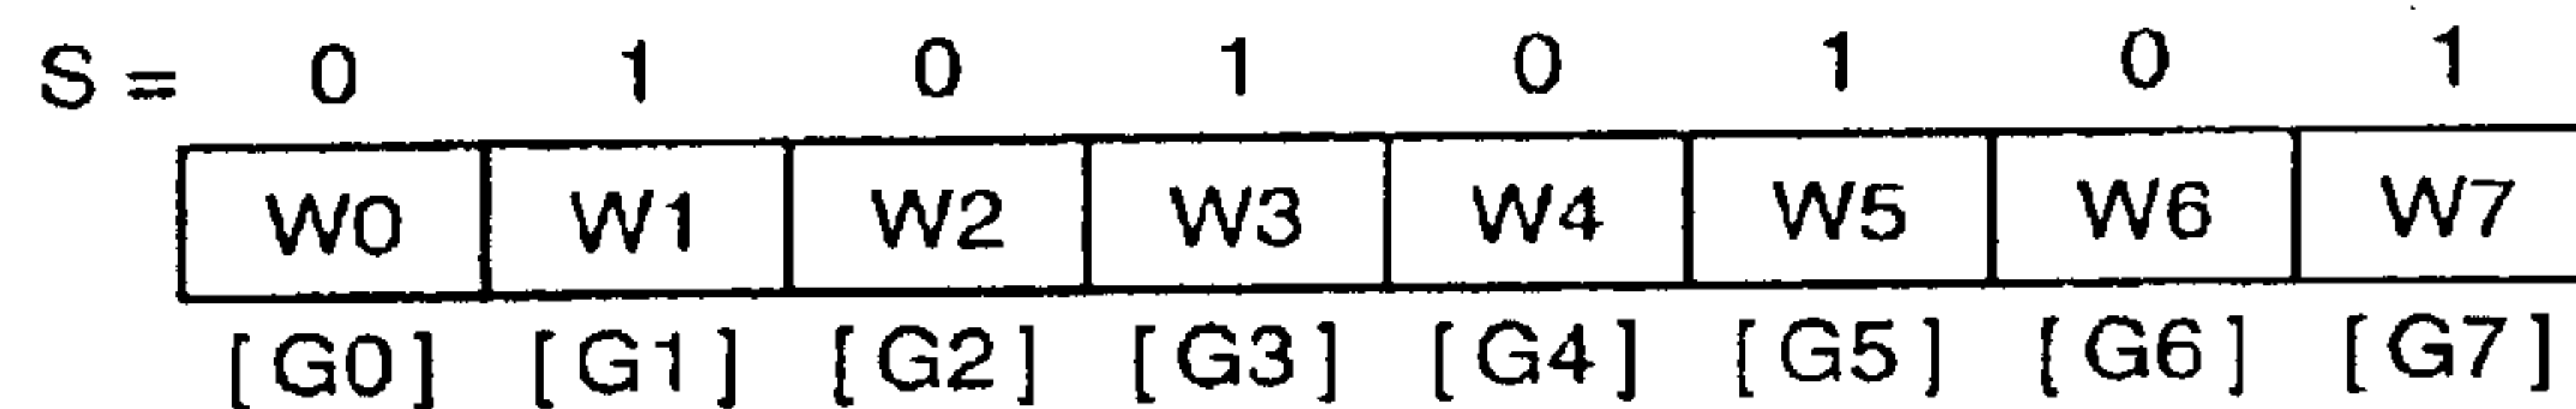 S = 0 1 0 1 0 1 0 1
W0 W1 W2 W3 W4 W5 W6 W7
[G0] [G1] [G2] [G3] [G4] [G5] [G6] [G7]